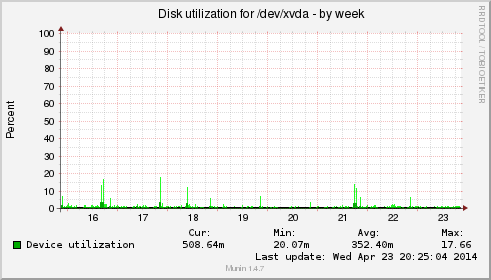 Disk utilization for /dev/xvda - by week
RRDTOOL / TOBI OETIKER
Percent
100
90
80
70
60
50
40
30
20
10
0
16 17 18 19 20 21 22 23
Cur: Min: Avg: Max:
Device utilization 508.64m 20.07m 352.40m 17.66
Last update: Wed Apr 23 20:25:04 2014
Munin 1.4.7